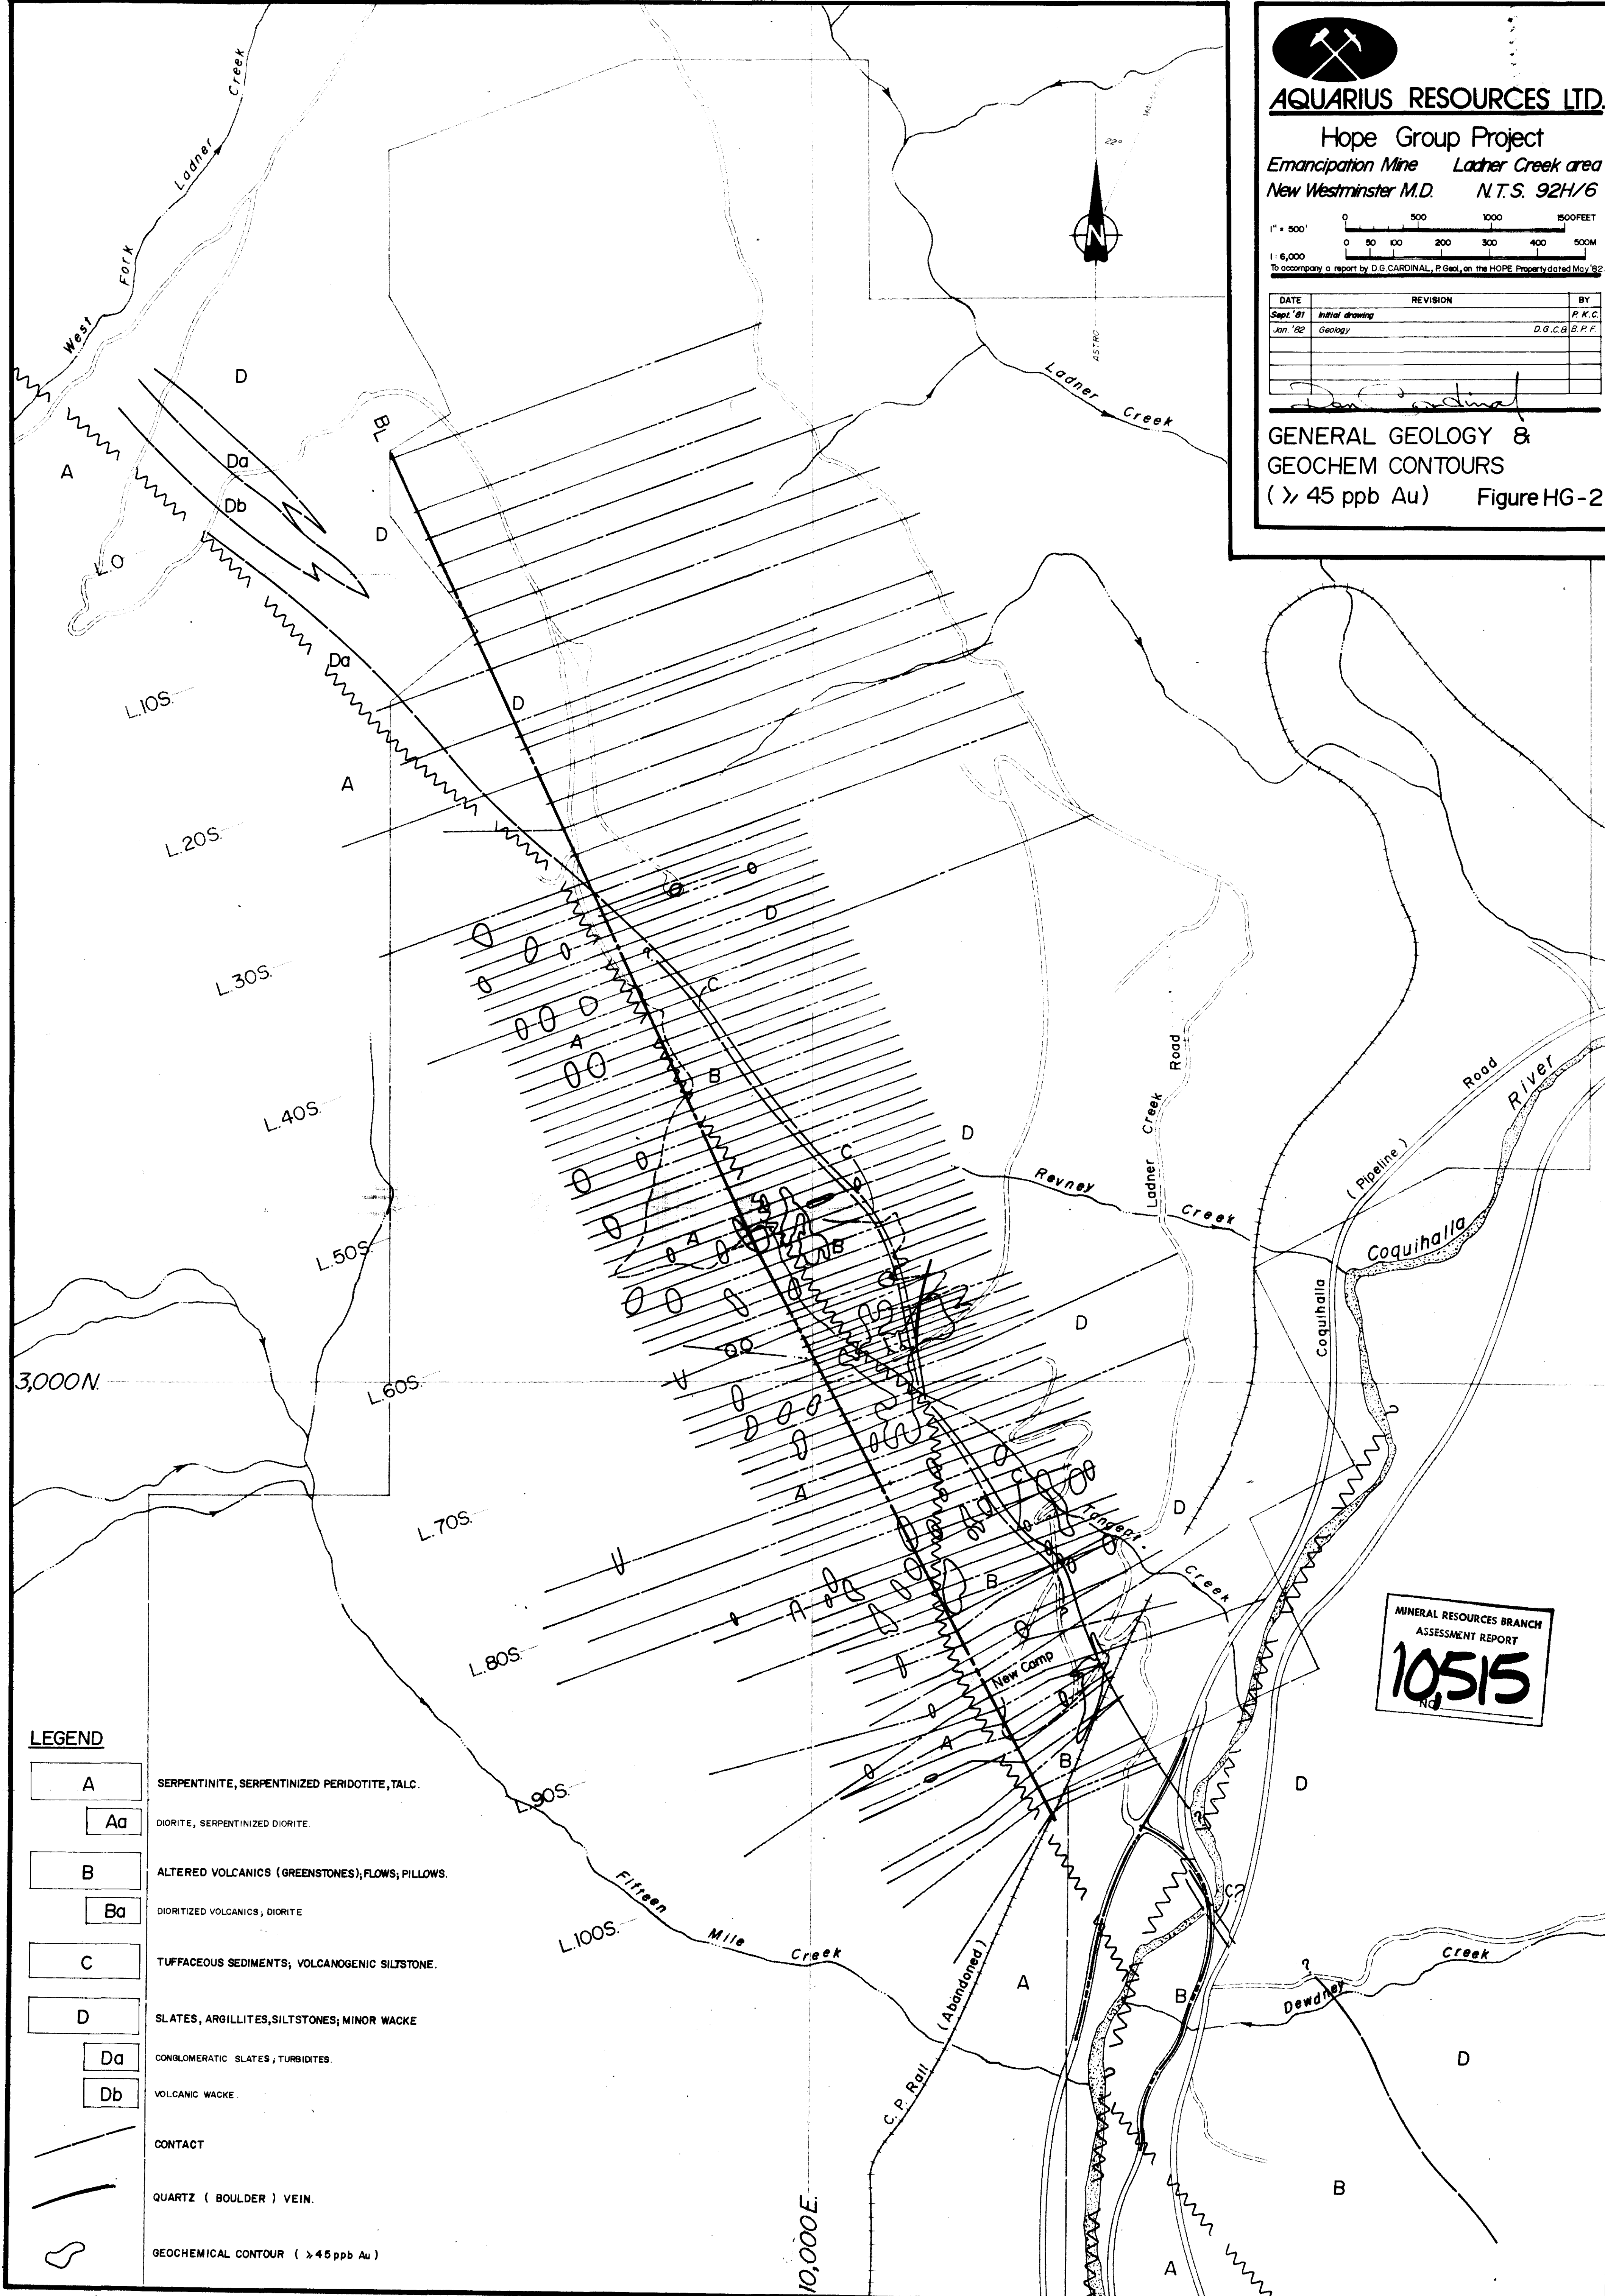 AQUARIUS RESOURCES LTD.
Hope Group Project
Emancipation Mine Ladner Creek area
New Westminster M.D. N.T.S. 92H/6
0 500 1000 1500FEET
1" = 500'
0 50 100 200 300 400 500M
1:6,000
To accompany a report by D.G. CARDINAL, P. Geol., on the HOPE Property dated May '82.
DATE REVISION BY
Sept. '81 Initial drawing P.K.C.
Jan. '82 Geology D.G.C.& B.P.F.
GENERAL GEOLOGY &
GEOCHEM CONTOURS
(⩾ 45 ppb Au) Figure HG-2
West Fork Ladner Creek
22°
N
ASTRO
Ladner Creek
D
A
Da
Db
BL
D
L.O
Da
L.10S.
D
A
L.20S.
D
L.30S.
C
A
B
L.40S.
C
D
Revney Creek
Ladner Creek Road
Coquihalla (Pipeline) Road
Coquihalla River
L.50S.
A
B
D
3,000 N.
L.60S.
C
A
D
Tangent Creek
L.70S.
A
B
L.80S.
New Camp
MINERAL RESOURCES BRANCH
ASSESSMENT REPORT
10,515
NO.
A
B
D
L.90S.
C?
Fifteen Mile Creek
L.100S.
C.P. Rail (Abandoned)
A
B
?
Dewdney Creek
D
B
A
10,000 E.
LEGEND
A SERPENTINITE, SERPENTINIZED PERIDOTITE, TALC.
Aa DIORITE, SERPENTINIZED DIORITE.
B ALTERED VOLCANICS (GREENSTONES); FLOWS; PILLOWS.
Ba DIORITIZED VOLCANICS; DIORITE
C TUFFACEOUS SEDIMENTS; VOLCANOGENIC SILTSTONE.
D SLATES, ARGILLITES, SILTSTONES; MINOR WACKE
Da CONGLOMERATIC SLATES; TURBIDITES.
Db VOLCANIC WACKE.
CONTACT
QUARTZ ( BOULDER ) VEIN.
GEOCHEMICAL CONTOUR ( ⩾ 45 ppb Au )